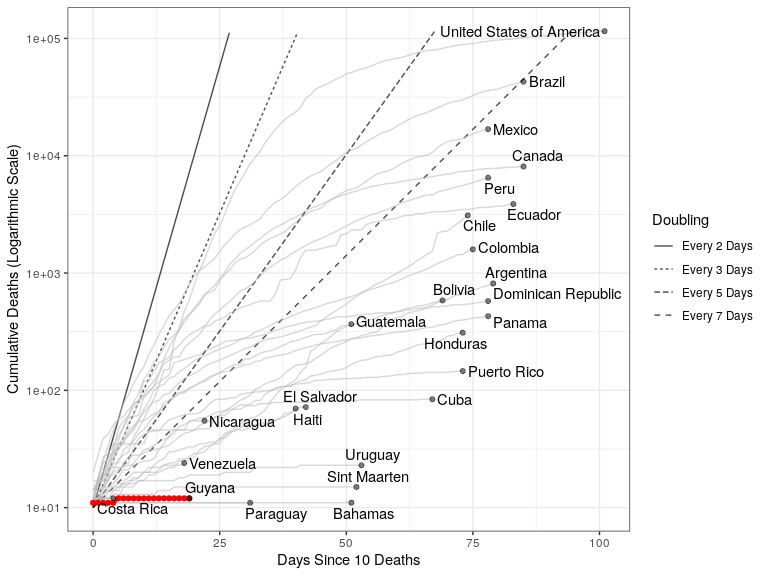 Cumulative Deaths (Logarithmic Scale)
1e+05
1e+04
1e+03
1e+02
1e+01
United States of America
Brazil
Mexico
Canada
Peru
Ecuador
Chile
Colombia
Argentina
Bolivia
Dominican Republic
Guatemala
Panama
Honduras
Puerto Rico
El Salvador
Cuba
Haiti
Nicaragua
Uruguay
Venezuela
Sint Maarten
Guyana
Costa Rica
Paraguay
Bahamas
0
25
50
75
100
Days Since 10 Deaths
Doubling
Every 2 Days
Every 3 Days
Every 5 Days
Every 7 Days